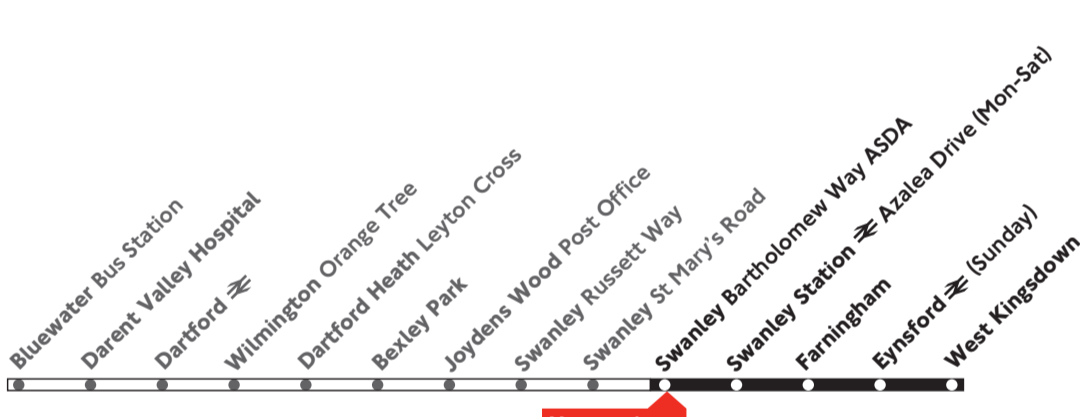 Bluewater Bus Station
Darent Valley Hospital
Dartford
Wilmington Orange Tree
Dartford Heath Leyton Cross
Bexley Park
Joydens Wood Post Office
Swanley Russett Way
Swanley St Mary's Road
Swanley Bartholomew Way ASDA
Swanley Station Azalea Drive (Mon-Sat)
Farningham
Eynsford (Sunday)
West Kingsdown